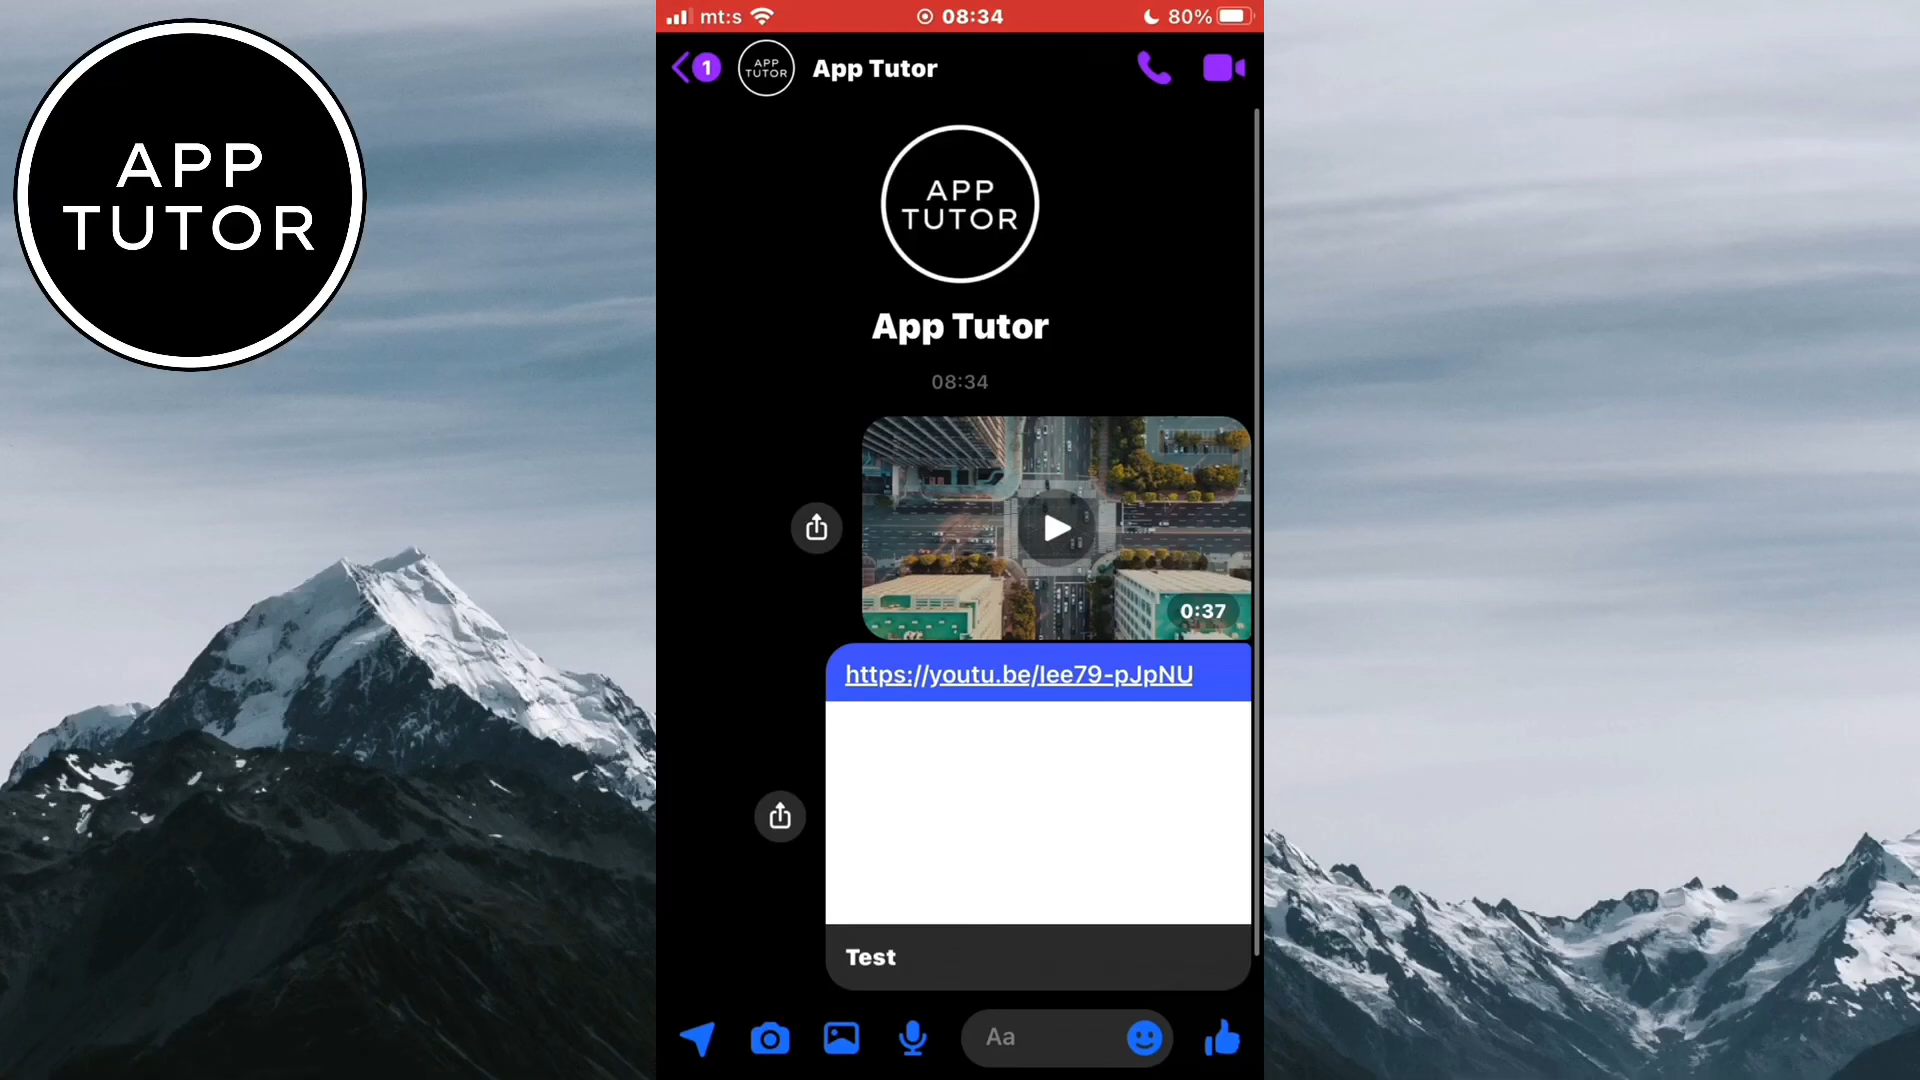 APP
TUTOR
mt:s
08:34
80%
1
APP
TUTOR
App Tutor
APP
TUTOR
App Tutor
08:34
0:37
https://youtu.be/lee79-pJpNU
Test
Aa